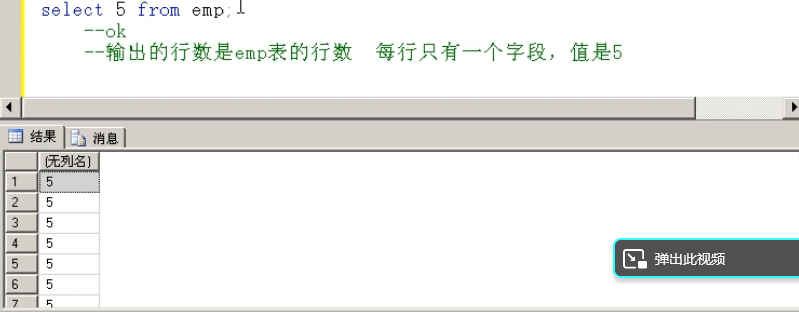 select 5 from emp;
--ok
--输出的行数是emp表的行数 每行只有一个字段，值是5
结果
消息
(无列名)
1 5
2 5
3 5
4 5
5 5
6 5
7 5
弹出此视频